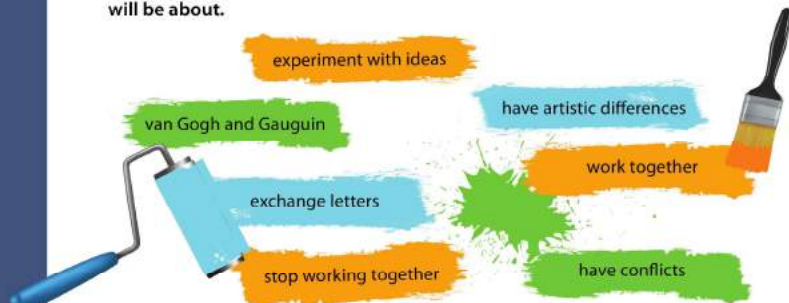 will be about.
experiment with ideas
have artistic differences
van Gogh and Gauguin
work together
exchange letters
have conflicts
stop working together